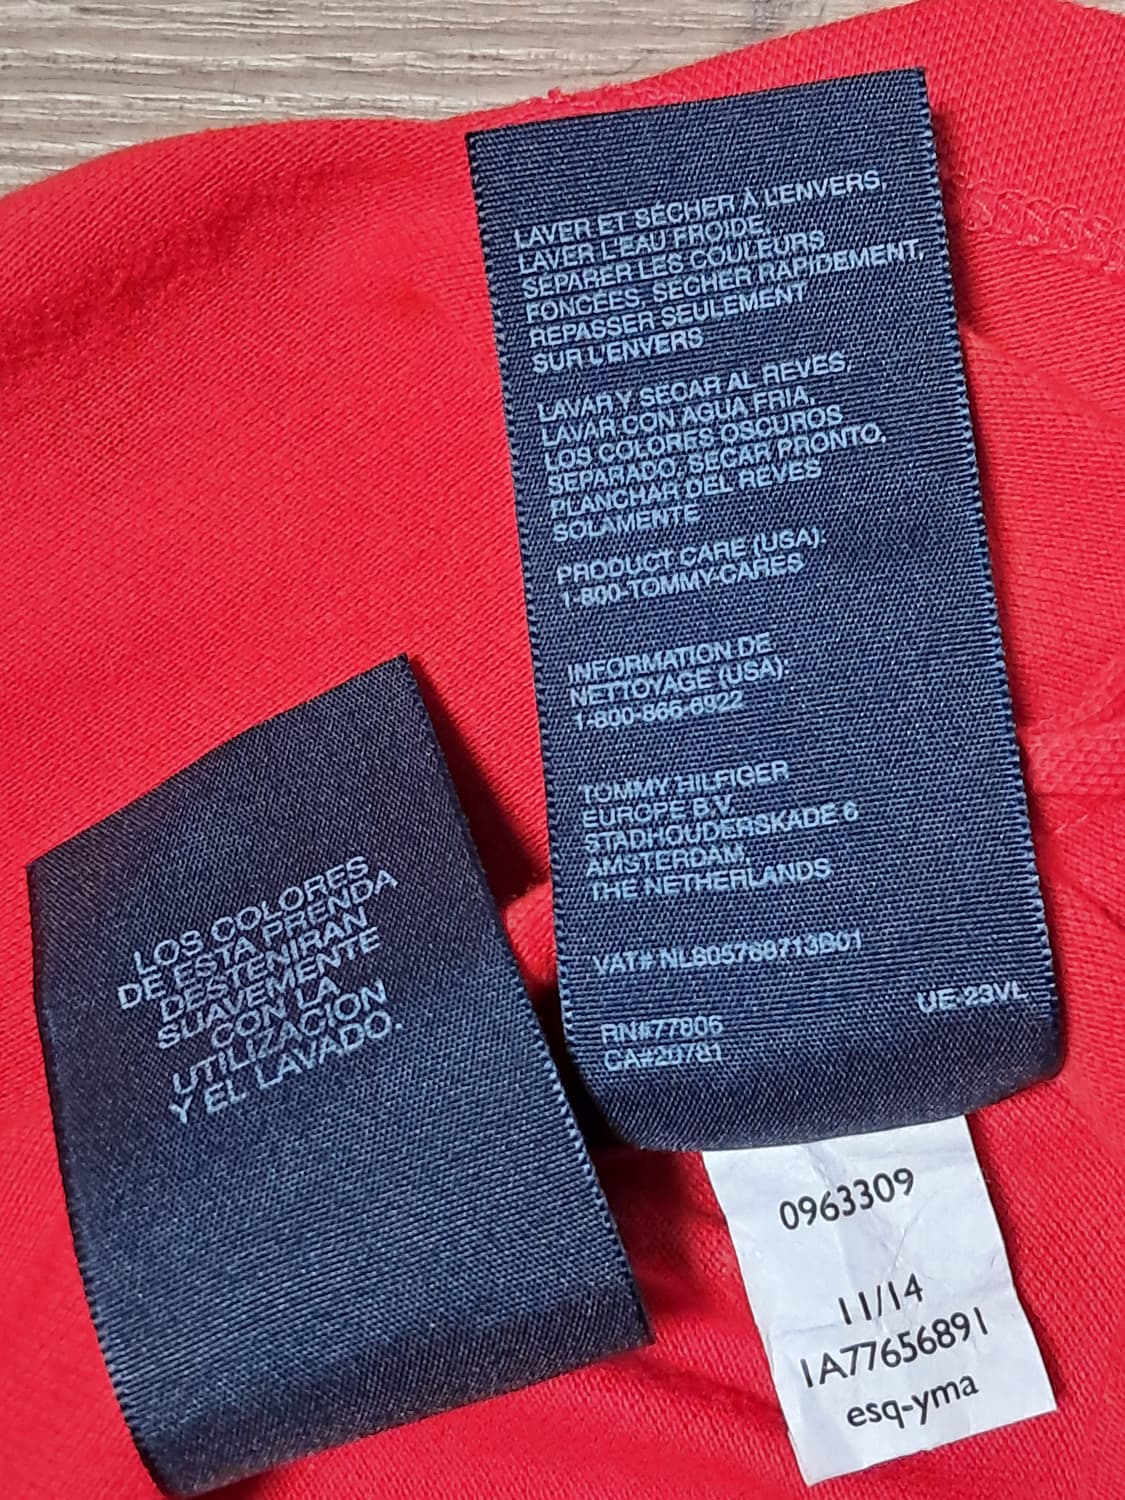 LAVER ET SÉCHER À L'ENVERS,
LAVER L'EAU FROIDE,
SÉPARER LES COULEURS
FONCÉES, SÉCHER RAPIDEMENT,
REPASSER SEULEMENT
SUR L'ENVERS
LAVAR Y SECAR AL REVÉS,
LAVAR CON AGUA FRIA,
LOS COLORES OSCUROS
SEPARADO, SECAR PRONTO,
PLANCHAR DEL REVÉS
SOLAMENTE
PRODUCT CARE (USA):
1-800-TOMMY-CARES
INFORMATION DE
NETTOYAGE (USA):
1-800-866-6922
TOMMY HILFIGER
EUROPE B.V.
STADHOUDERSKADE 6
AMSTERDAM,
THE NETHERLANDS
VAT# NL805768713B01
UE-23VL
RN#77806
CA#20781
LOS COLORES
DE ESTA PRENDA
DESTENIRAN
SUAVEMENTE
CON LA
UTILIZACION
Y EL LAVADO.
0963309
11/14
1A77656891
esq-yma